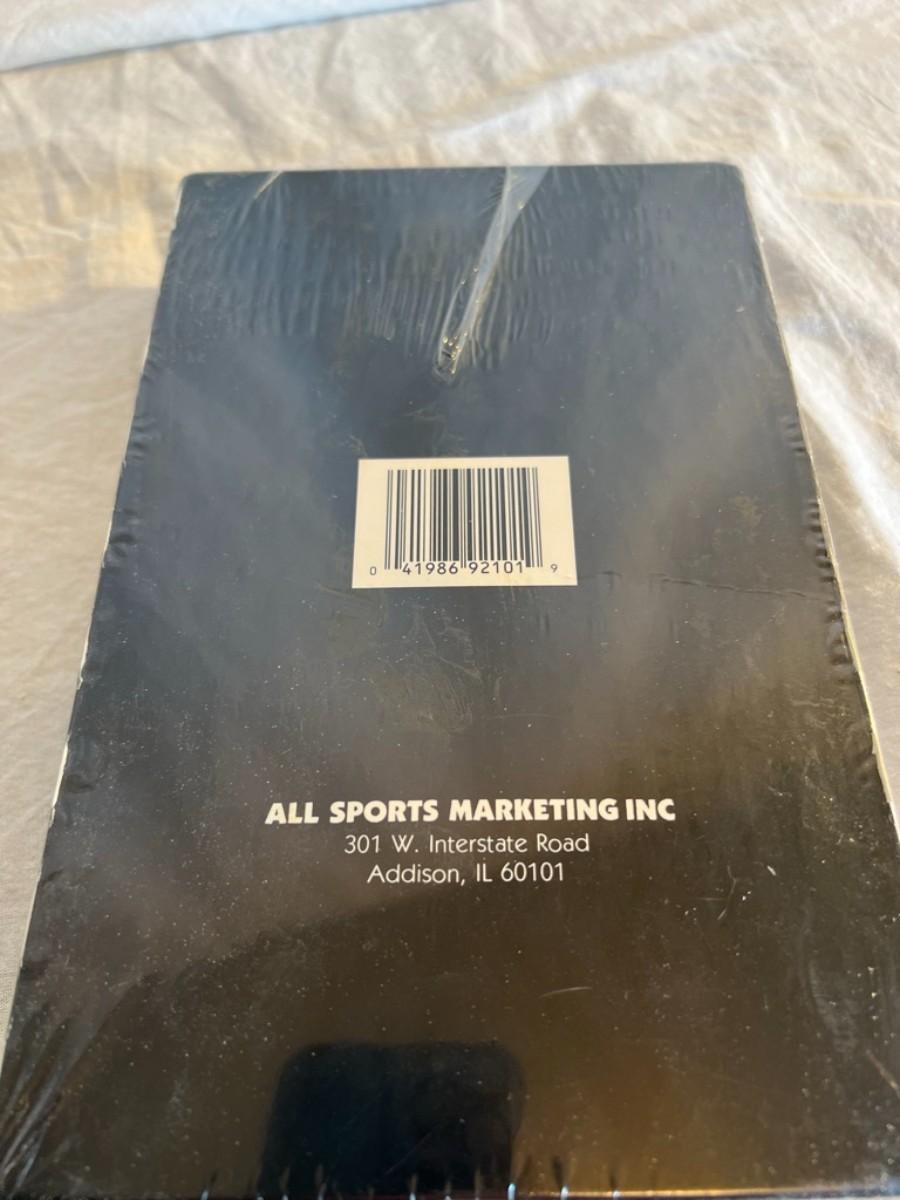 0 41986 92101 9
ALL SPORTS MARKETING INC
301 W. Interstate Road
Addison, IL 60101